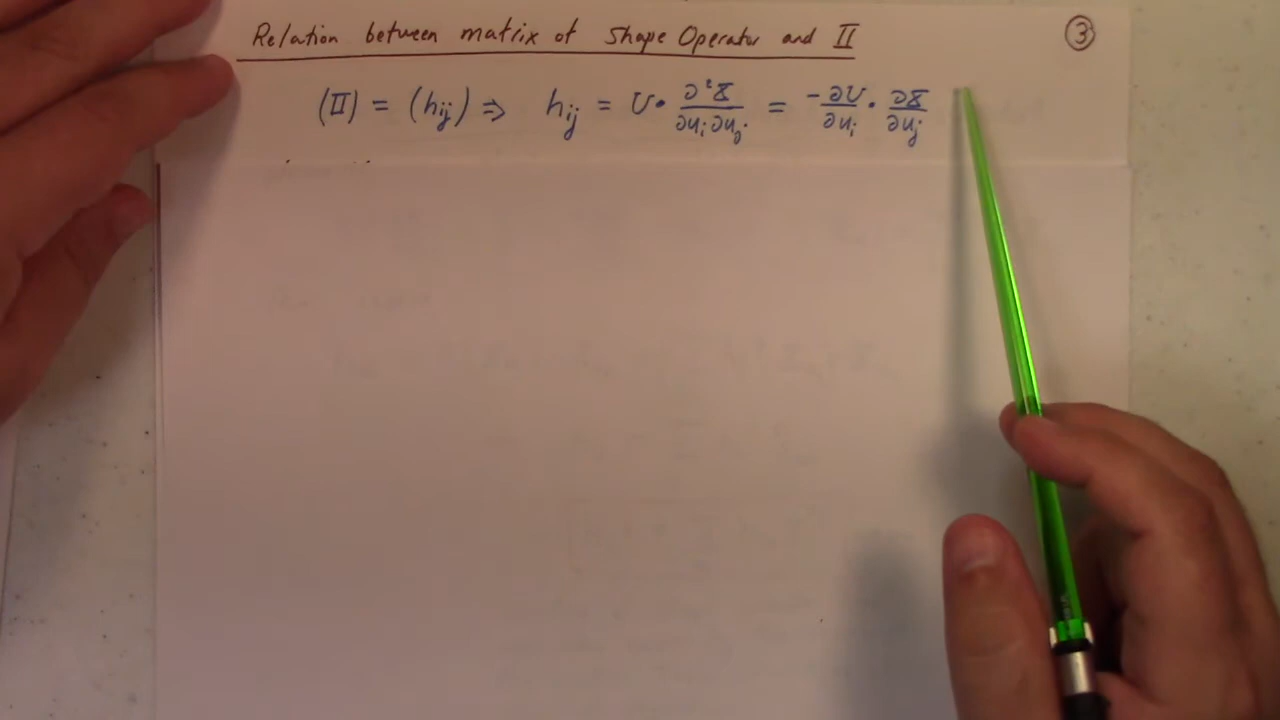 Relation between matrix of Shape Operator and II
③
(II) = (hij) ⇒ hij = U • ∂²X/∂ui∂uj = -∂U/∂ui • ∂X/∂uj